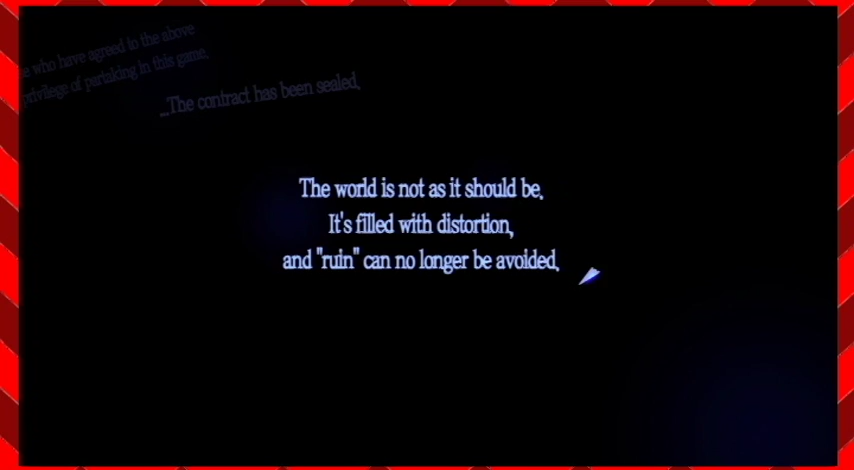 who have agreed to the above
privilege of partaking in this game.
...The contract has been sealed.
The world is not as it should be.
It's filled with distortion,
and "ruin" can no longer be avoided.